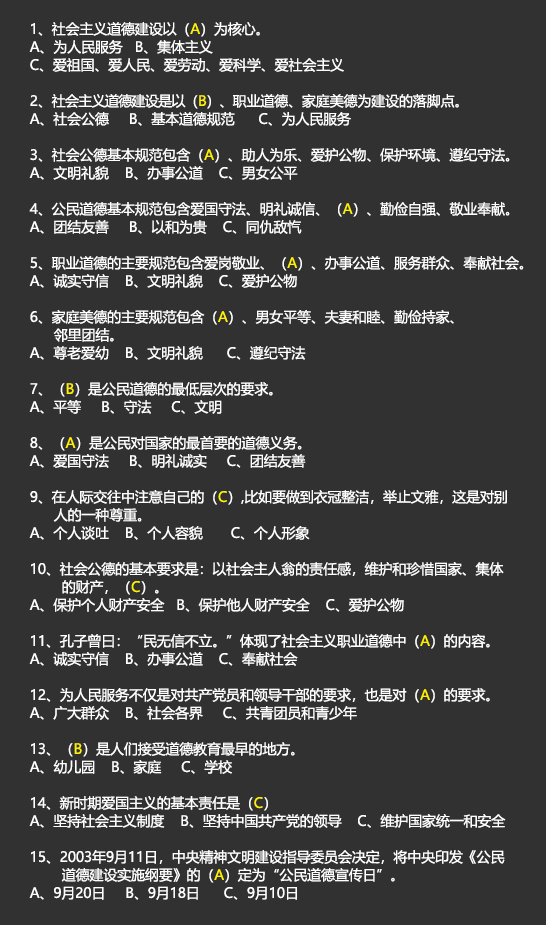 1、社会主义道德建设以（A）为核心。
A、为人民服务 B、集体主义
C、爱祖国、爱人民、爱劳动、爱科学、爱社会主义
2、社会主义道德建设是以（B）、职业道德、家庭美德为建设的落脚点。
A、社会公德 B、基本道德规范 C、为人民服务
3、社会公德基本规范包含（A）、助人为乐、爱护公物、保护环境、遵纪守法。
A、文明礼貌 B、办事公道 C、男女公平
4、公民道德基本规范包含爱国守法、明礼诚信、（A）、勤俭自强、敬业奉献。
A、团结友善 B、以和为贵 C、同仇敌忾
5、职业道德的主要规范包含爱岗敬业、（A）、办事公道、服务群众、奉献社会。
A、诚实守信 B、文明礼貌 C、爱护公物
6、家庭美德的主要规范包含（A）、男女平等、夫妻和睦、勤俭持家、
邻里团结。
A、尊老爱幼 B、文明礼貌 C、遵纪守法
7、（B）是公民道德的最低层次的要求。
A、平等 B、守法 C、文明
8、（A）是公民对国家的最首要的道德义务。
A、爱国守法 B、明礼诚实 C、团结友善
9、在人际交往中注意自己的（C）,比如要做到衣冠整洁，举止文雅，这是对别
人的一种尊重。
A、个人谈吐 B、个人容貌 C、个人形象
10、社会公德的基本要求是：以社会主人翁的责任感，维护和珍惜国家、集体
的财产，（C）。
A、保护个人财产安全 B、保护他人财产安全 C、爱护公物
11、孔子曾曰：“民无信不立。”体现了社会主义职业道德中（A）的内容。
A、诚实守信 B、办事公道 C、奉献社会
12、为人民服务不仅是对共产党员和领导干部的要求，也是对（A）的要求。
A、广大群众 B、社会各界 C、共青团员和青少年
13、（B）是人们接受道德教育最早的地方。
A、幼儿园 B、家庭 C、学校
14、新时期爱国主义的基本责任是（C）
A、坚持社会主义制度 B、坚持中国共产党的领导 C、维护国家统一和安全
15、2003年9月11日，中央精神文明建设指导委员会决定，将中央印发《公民
道德建设实施纲要》的（A）定为“公民道德宣传日”。
A、9月20日 B、9月18日 C、9月10日